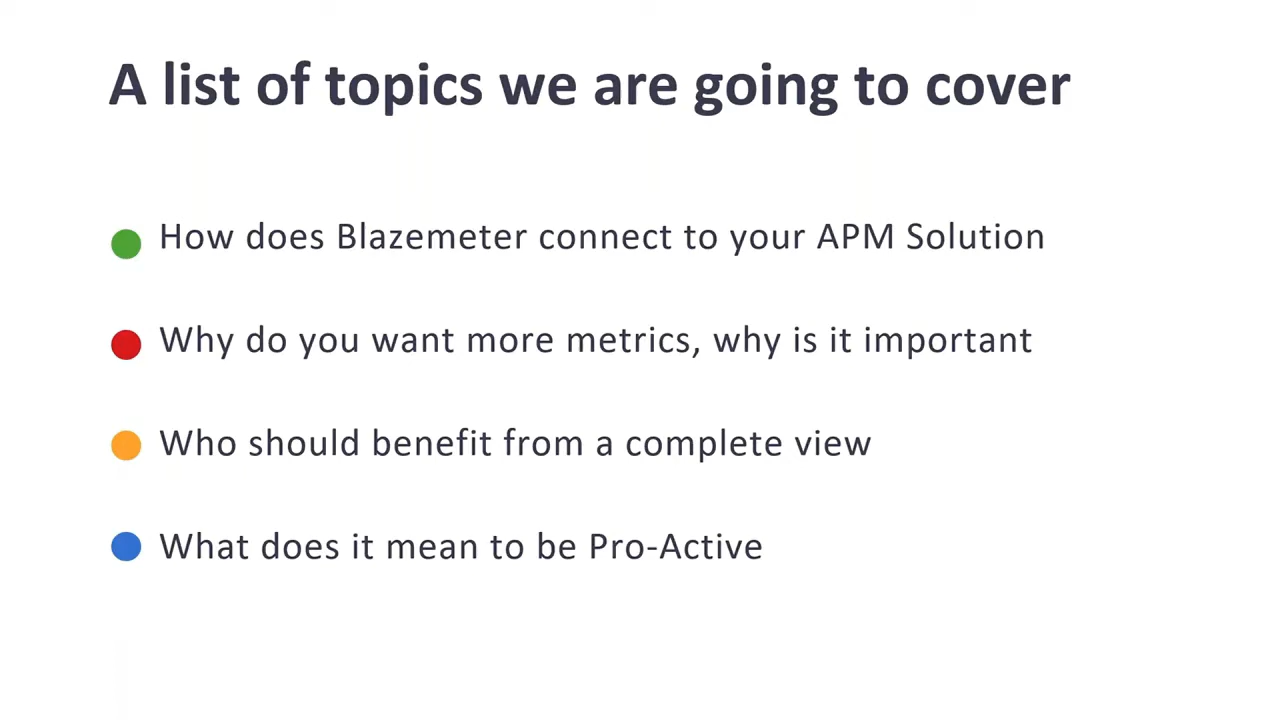 A list of topics we are going to cover
How does Blazemeter connect to your APM Solution
Why do you want more metrics, why is it important
Who should benefit from a complete view
What does it mean to be Pro-Active